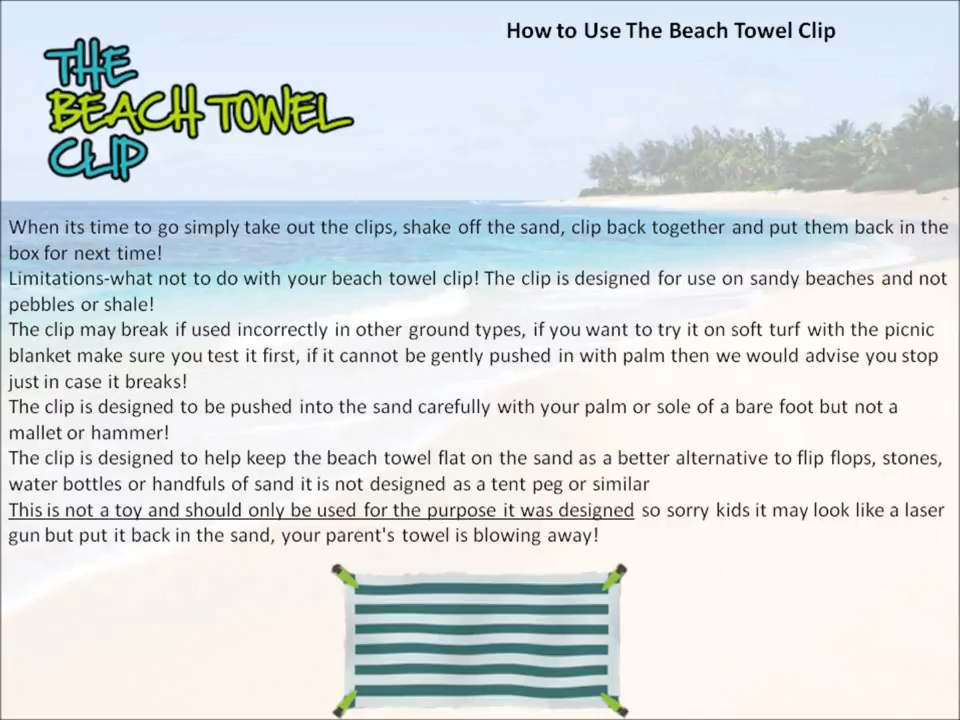 How to Use The Beach Towel Clip
THE
BEACH TOWEL
CLIP
When its time to go simply take out the clips, shake off the sand, clip back together and put them back in the
box for next time!
Limitations-what not to do with your beach towel clip! The clip is designed for use on sandy beaches and not
pebbles or shale!
The clip may break if used incorrectly in other ground types, if you want to try it on soft turf with the picnic
blanket make sure you test it first, if it cannot be gently pushed in with palm then we would advise you stop
just in case it breaks!
The clip is designed to be pushed into the sand carefully with your palm or sole of a bare foot but not a
mallet or hammer!
The clip is designed to help keep the beach towel flat on the sand as a better alternative to flip flops, stones,
water bottles or handfuls of sand it is not designed as a tent peg or similar
This is not a toy and should only be used for the purpose it was designed so sorry kids it may look like a laser
gun but put it back in the sand, your parent's towel is blowing away!